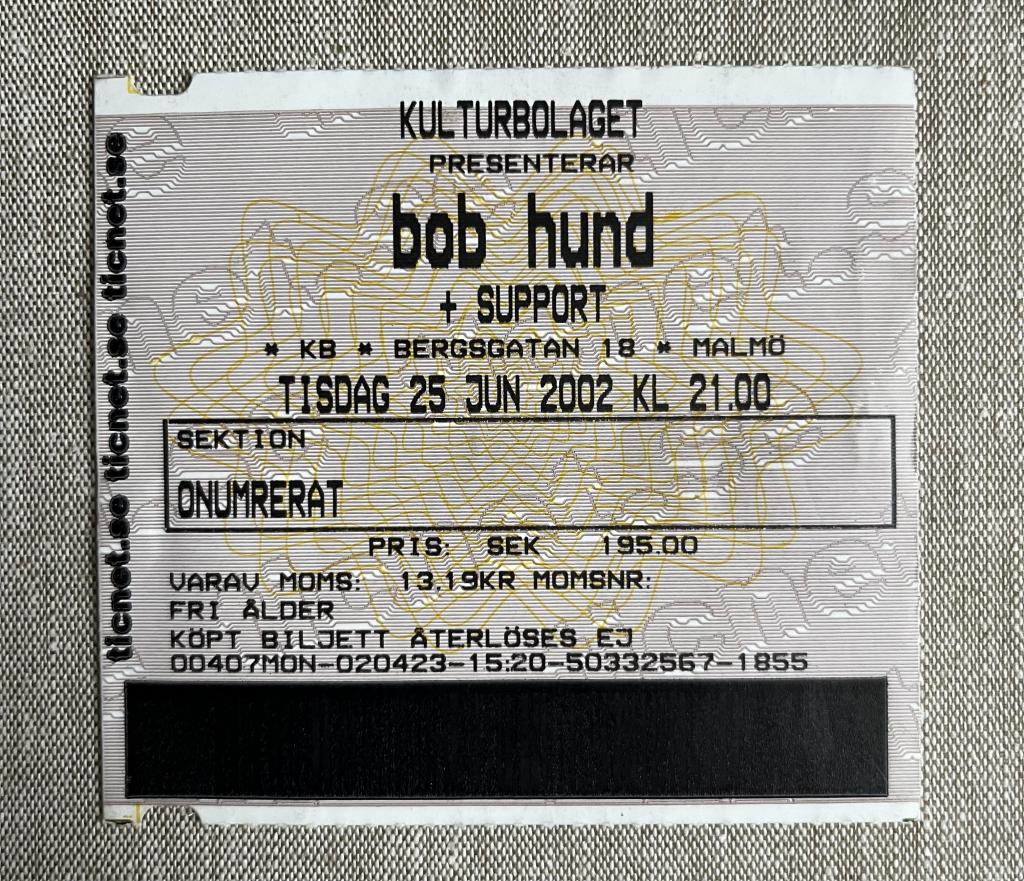 KULTURBOLAGET
PRESENTERAR
bob hund
+ SUPPORT
* KB * BERGSGATAN 18 * MALMÖ
TISDAG 25 JUN 2002 KL 21.00
SEKTION
ONUMRERAT
PRIS: SEK 195.00
VARAV MOMS: 13,19KR MOMSNR:
FRI ÅLDER
KÖPT BILJETT ÅTERLÖSES EJ
00407MON-020423-15:20-50332567-1855
ticnet.se ticnet.se ticnet.se